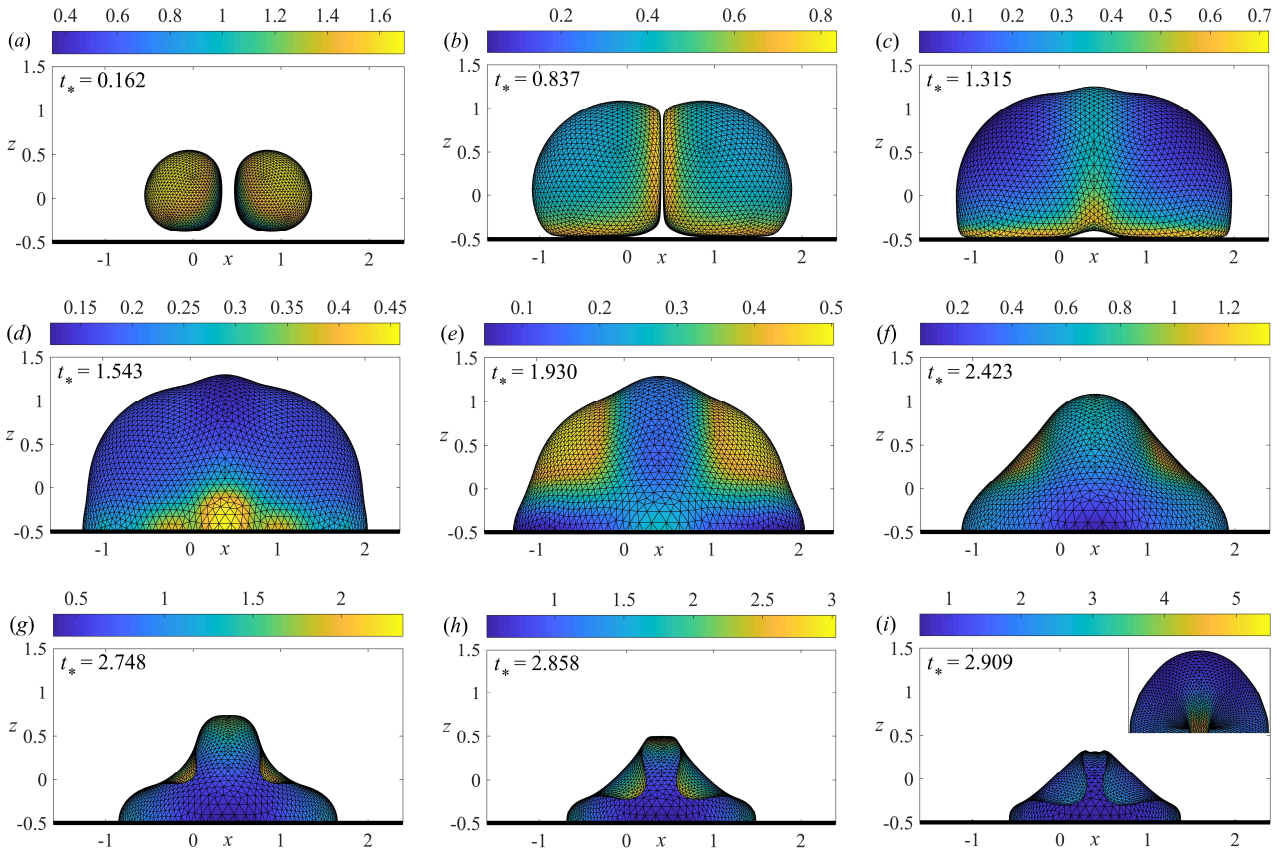 0.4 0.6 0.8 1 1.2 1.4 1.6
(a)
t* = 0.162
1.5
1
z
0.5
0
-0.5
-1 0 x 1 2
0.2 0.4 0.6 0.8
(b)
t* = 0.837
1.5
1
z
0.5
0
-0.5
-1 0 x 1 2
0.1 0.2 0.3 0.4 0.5 0.6 0.7
(c)
t* = 1.315
1.5
1
z
0.5
0
-0.5
-1 0 x 1 2
0.15 0.2 0.25 0.3 0.35 0.4 0.45
(d)
t* = 1.543
1.5
1
z
0.5
0
-0.5
-1 0 x 1 2
0.1 0.2 0.3 0.4 0.5
(e)
t* = 1.930
1.5
1
z
0.5
0
-0.5
-1 0 x 1 2
0.2 0.4 0.6 0.8 1 1.2
(f)
t* = 2.423
1.5
1
z
0.5
0
-0.5
-1 0 x 1 2
0.5 1 1.5 2
(g)
t* = 2.748
1.5
1
z
0.5
0
-0.5
-1 0 x 1 2
1 1.5 2 2.5 3
(h)
t* = 2.858
1.5
1
z
0.5
0
-0.5
-1 0 x 1 2
1 2 3 4 5
(i)
t* = 2.909
1.5
1
z
0.5
0
-0.5
-1 0 x 1 2